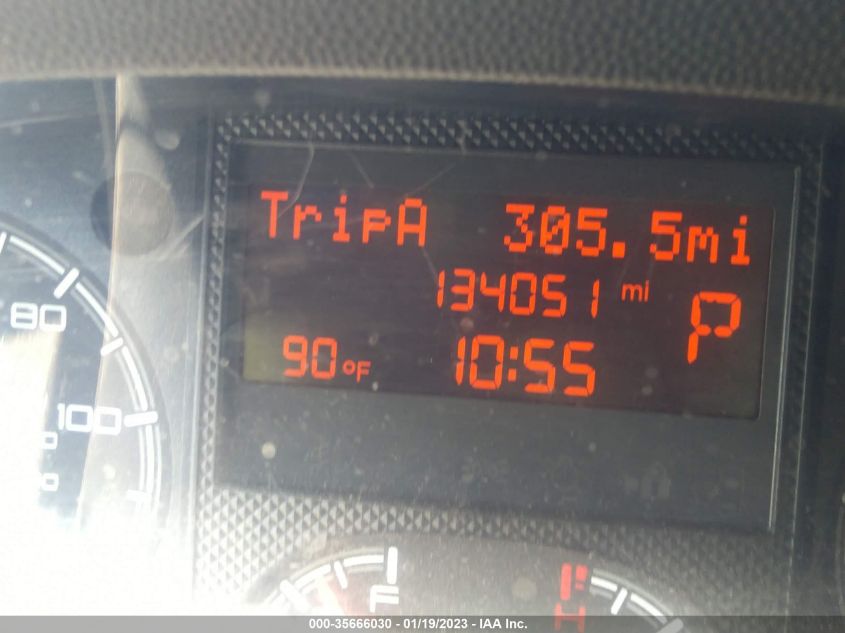 TripA 305.5mi
134051 mi
P
90°F 10:55
80
100
F
H
000-35666030 - 01/19/2023 - IAA Inc.